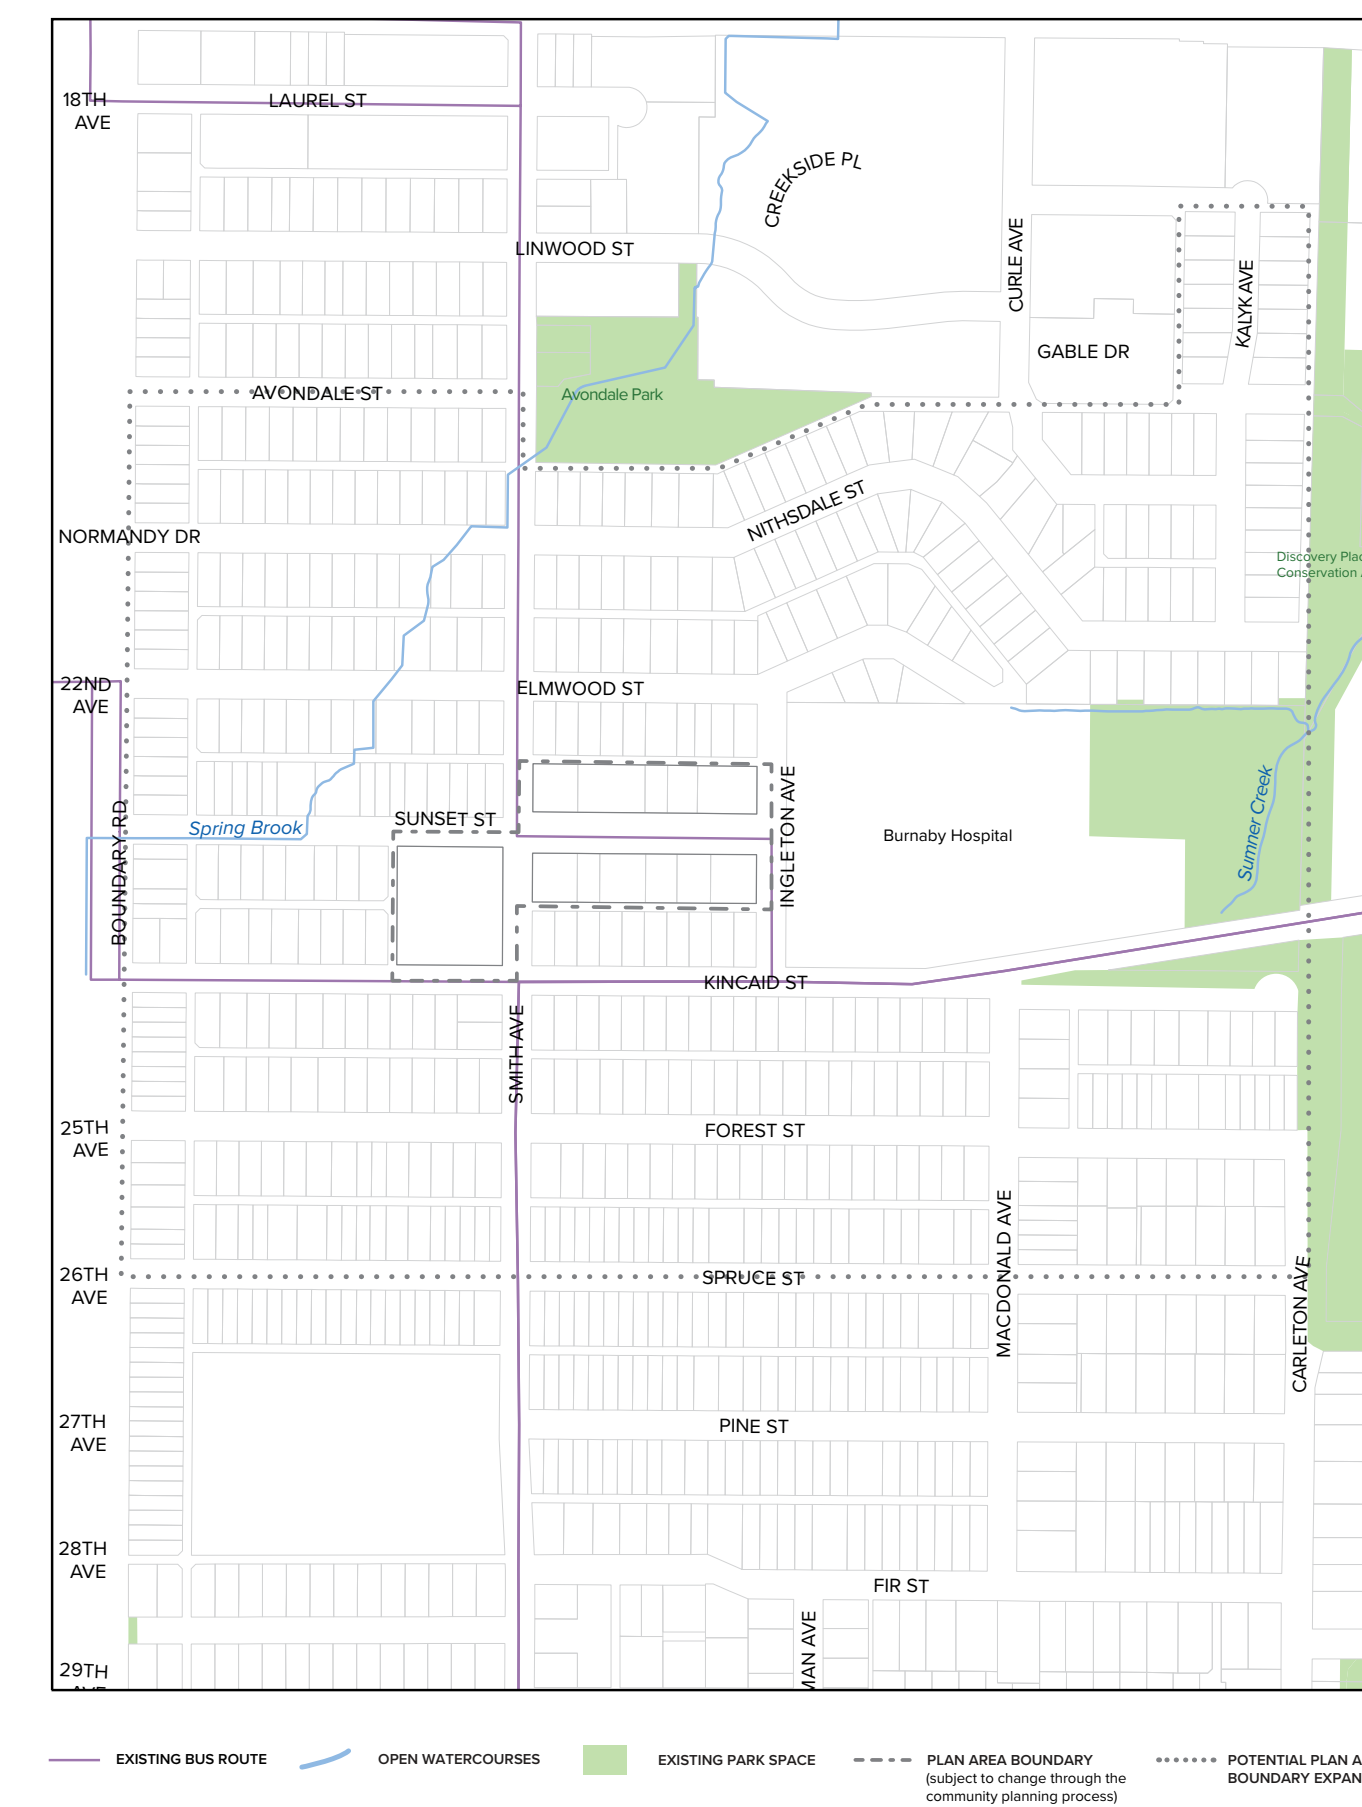 18TH
AVE
LAUREL ST
CREEKSIDE PL
LINWOOD ST
CURLE AVE
KALYK AVE
GABLE DR
AVONDALE ST
Avondale Park
NITHSDALE ST
NORMANDY DR
Discovery
Conservation
22ND
AVE
ELMWOOD ST
SUNSET ST
Spring Brook
BOUNDARY RD
INGLETON AVE
Burnaby Hospital
Sumner Creek
KINCAID ST
SMITH AVE
25TH
AVE
FOREST ST
MACDONALD AVE
26TH
AVE
SPRUCE ST
CARLETON AVE
27TH
AVE
PINE ST
28TH
AVE
FIR ST
AVE
29TH
EXISTING BUS ROUTE
OPEN WATERCOURSES
EXISTING PARK SPACE
PLAN AREA BOUNDARY
(subject to change through the
community planning process)
POTENTIAL PLAN
BOUNDARY